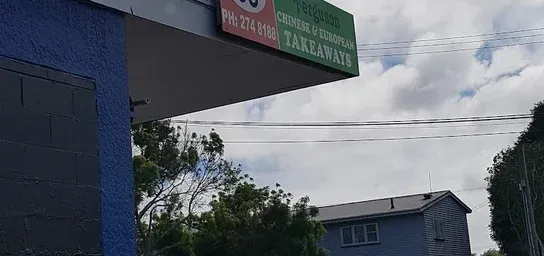 Ferguson
PH: 274 8188
CHINESE & EUROPEAN
TAKEAWAYS